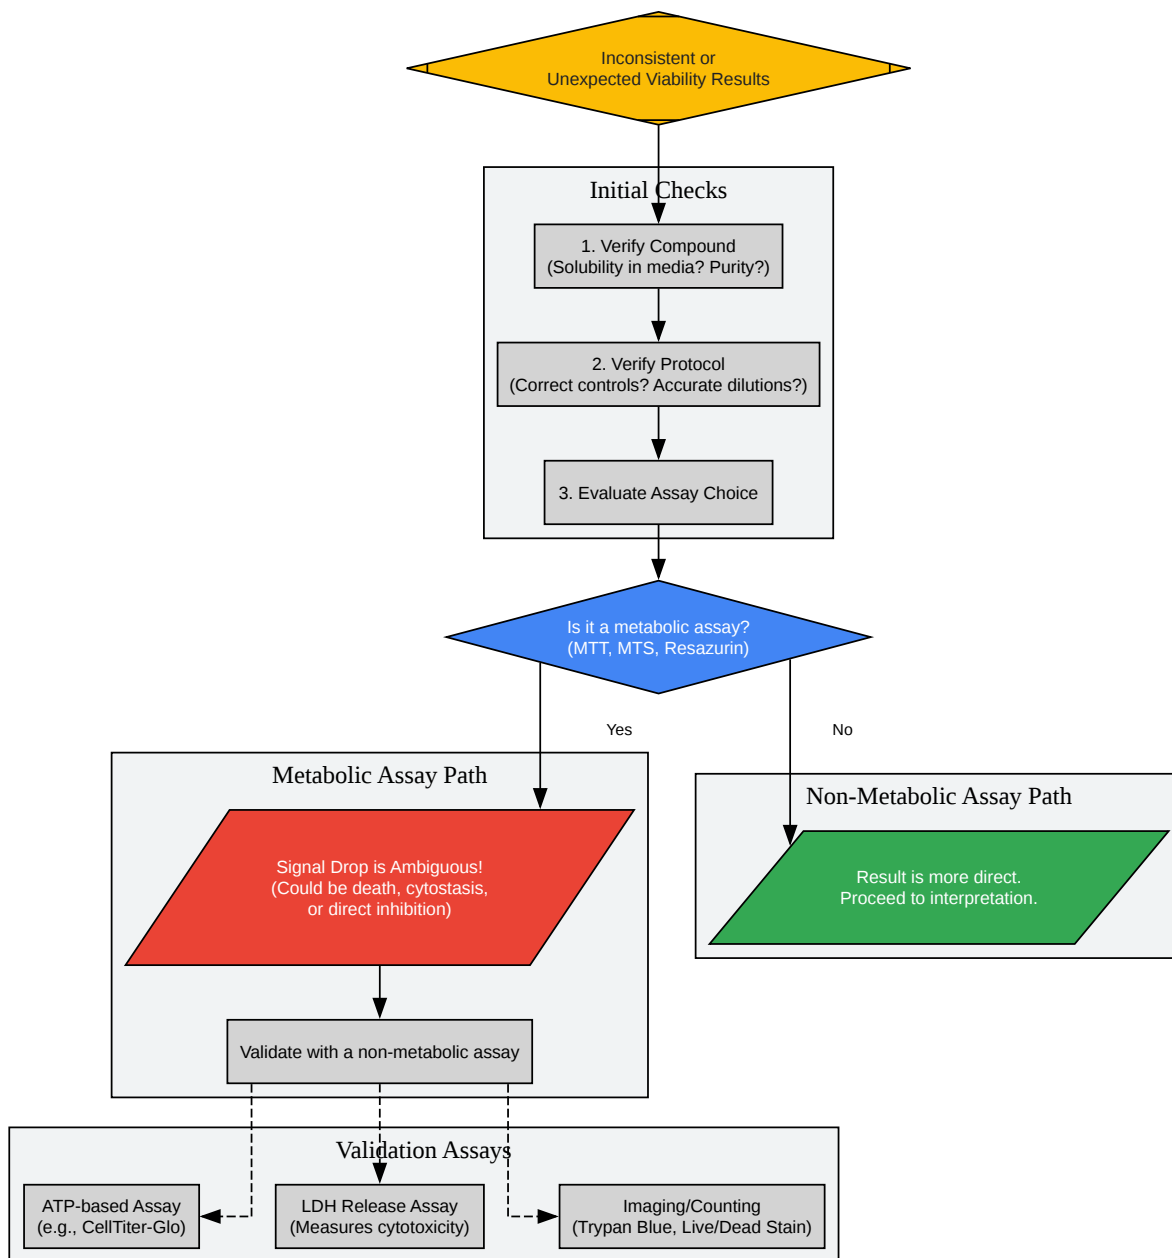 Inconsistent or
Unexpected Viability Results
Initial Checks
1. Verify Compound
(Solubility in media? Purity?)
2. Verify Protocol
(Correct controls? Accurate dilutions?)
3. Evaluate Assay Choice
Is it a metabolic assay?
(MTT, MTS, Resazurin)
Yes
No
Metabolic Assay Path
Signal Drop is Ambiguous!
(Could be death, cytostasis,
or direct inhibition)
Validate with a non-metabolic assay
Non-Metabolic Assay Path
Result is more direct.
Proceed to interpretation.
Validation Assays
ATP-based Assay
(e.g., CellTiter-Glo)
LDH Release Assay
(Measures cytotoxicity)
Imaging/Counting
(Trypan Blue, Live/Dead Stain)